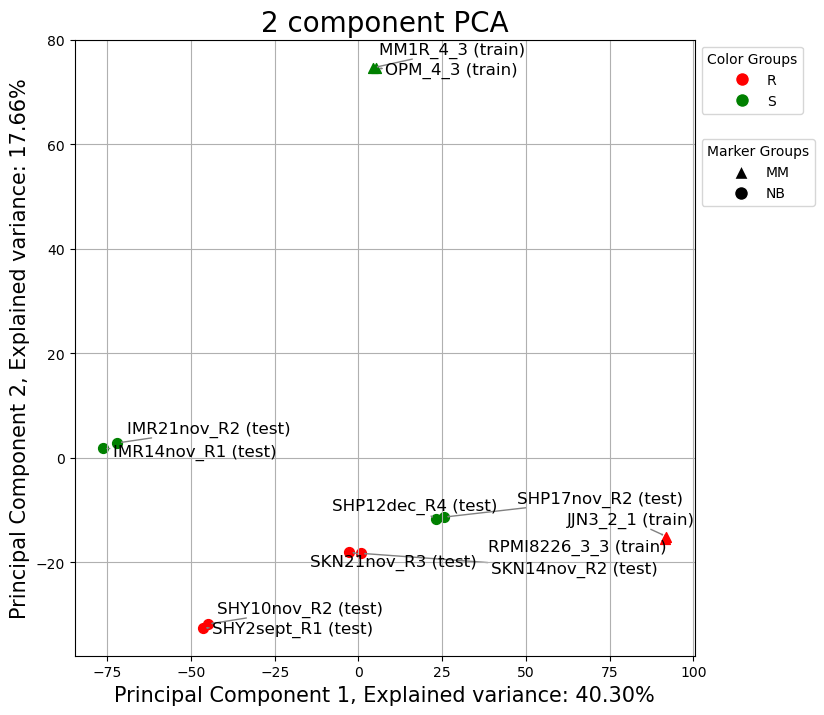 2 component PCA
MM1R_4_3 (train)
OPM_4_3 (train)
IMR21nov_R2 (test)
IMR14nov_R1 (test)
SHP12dec_R4 (test)
SHP17nov_R2 (test)
JJN3_2_1 (train)
RPMI8226_3_3 (train)
SKN21nov_R3 (test)
SKN14nov_R2 (test)
SHY10nov_R2 (test)
SHY2sept_R1 (test)
80
60
40
20
0
−20
Principal Component 2, Explained variance: 17.66%
−75
−50
−25
0
25
50
75
100
Principal Component 1, Explained variance: 40.30%
Color Groups
R
S
Marker Groups
MM
NB